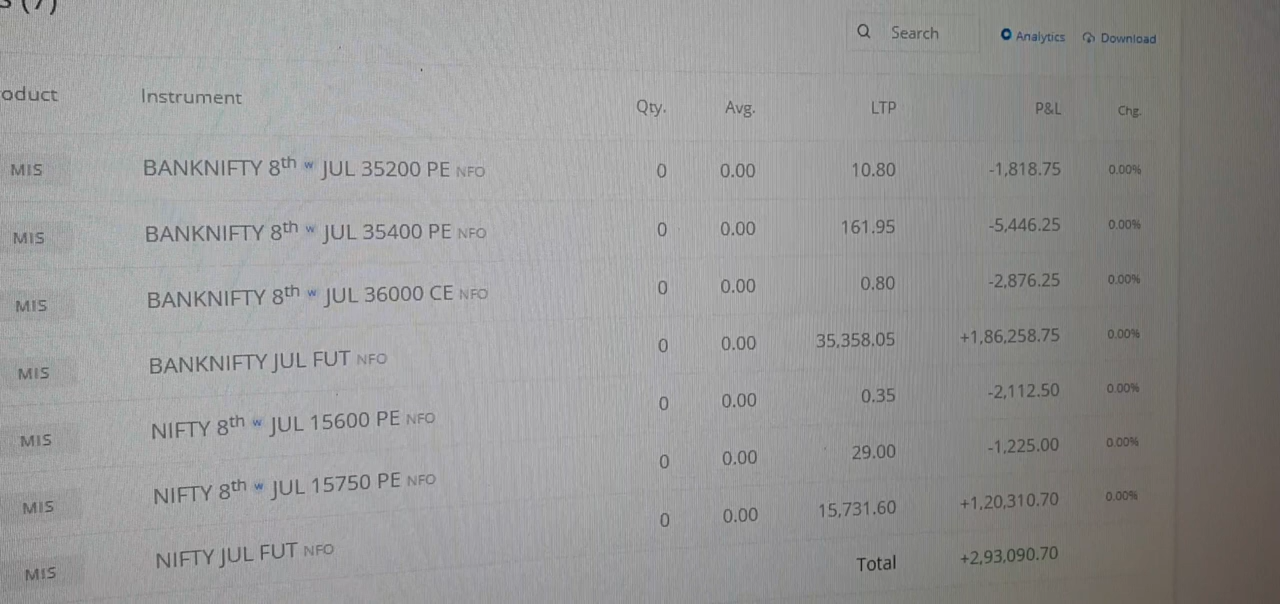 s (7)
Search Analytics Download
oduct Instrument Qty. Avg. LTP P&L Chg.
MIS BANKNIFTY 8th w JUL 35200 PE NFO 0 0.00 10.80 -1,818.75 0.00%
MIS BANKNIFTY 8th w JUL 35400 PE NFO 0 0.00 161.95 -5,446.25 0.00%
MIS BANKNIFTY 8th w JUL 36000 CE NFO 0 0.00 0.80 -2,876.25 0.00%
MIS BANKNIFTY JUL FUT NFO 0 0.00 35,358.05 +1,86,258.75 0.00%
MIS NIFTY 8th w JUL 15600 PE NFO 0 0.00 0.35 -2,112.50 0.00%
MIS NIFTY 8th w JUL 15750 PE NFO 0 0.00 29.00 -1,225.00 0.00%
MIS NIFTY JUL FUT NFO 0 0.00 15,731.60 +1,20,310.70 0.00%
Total +2,93,090.70